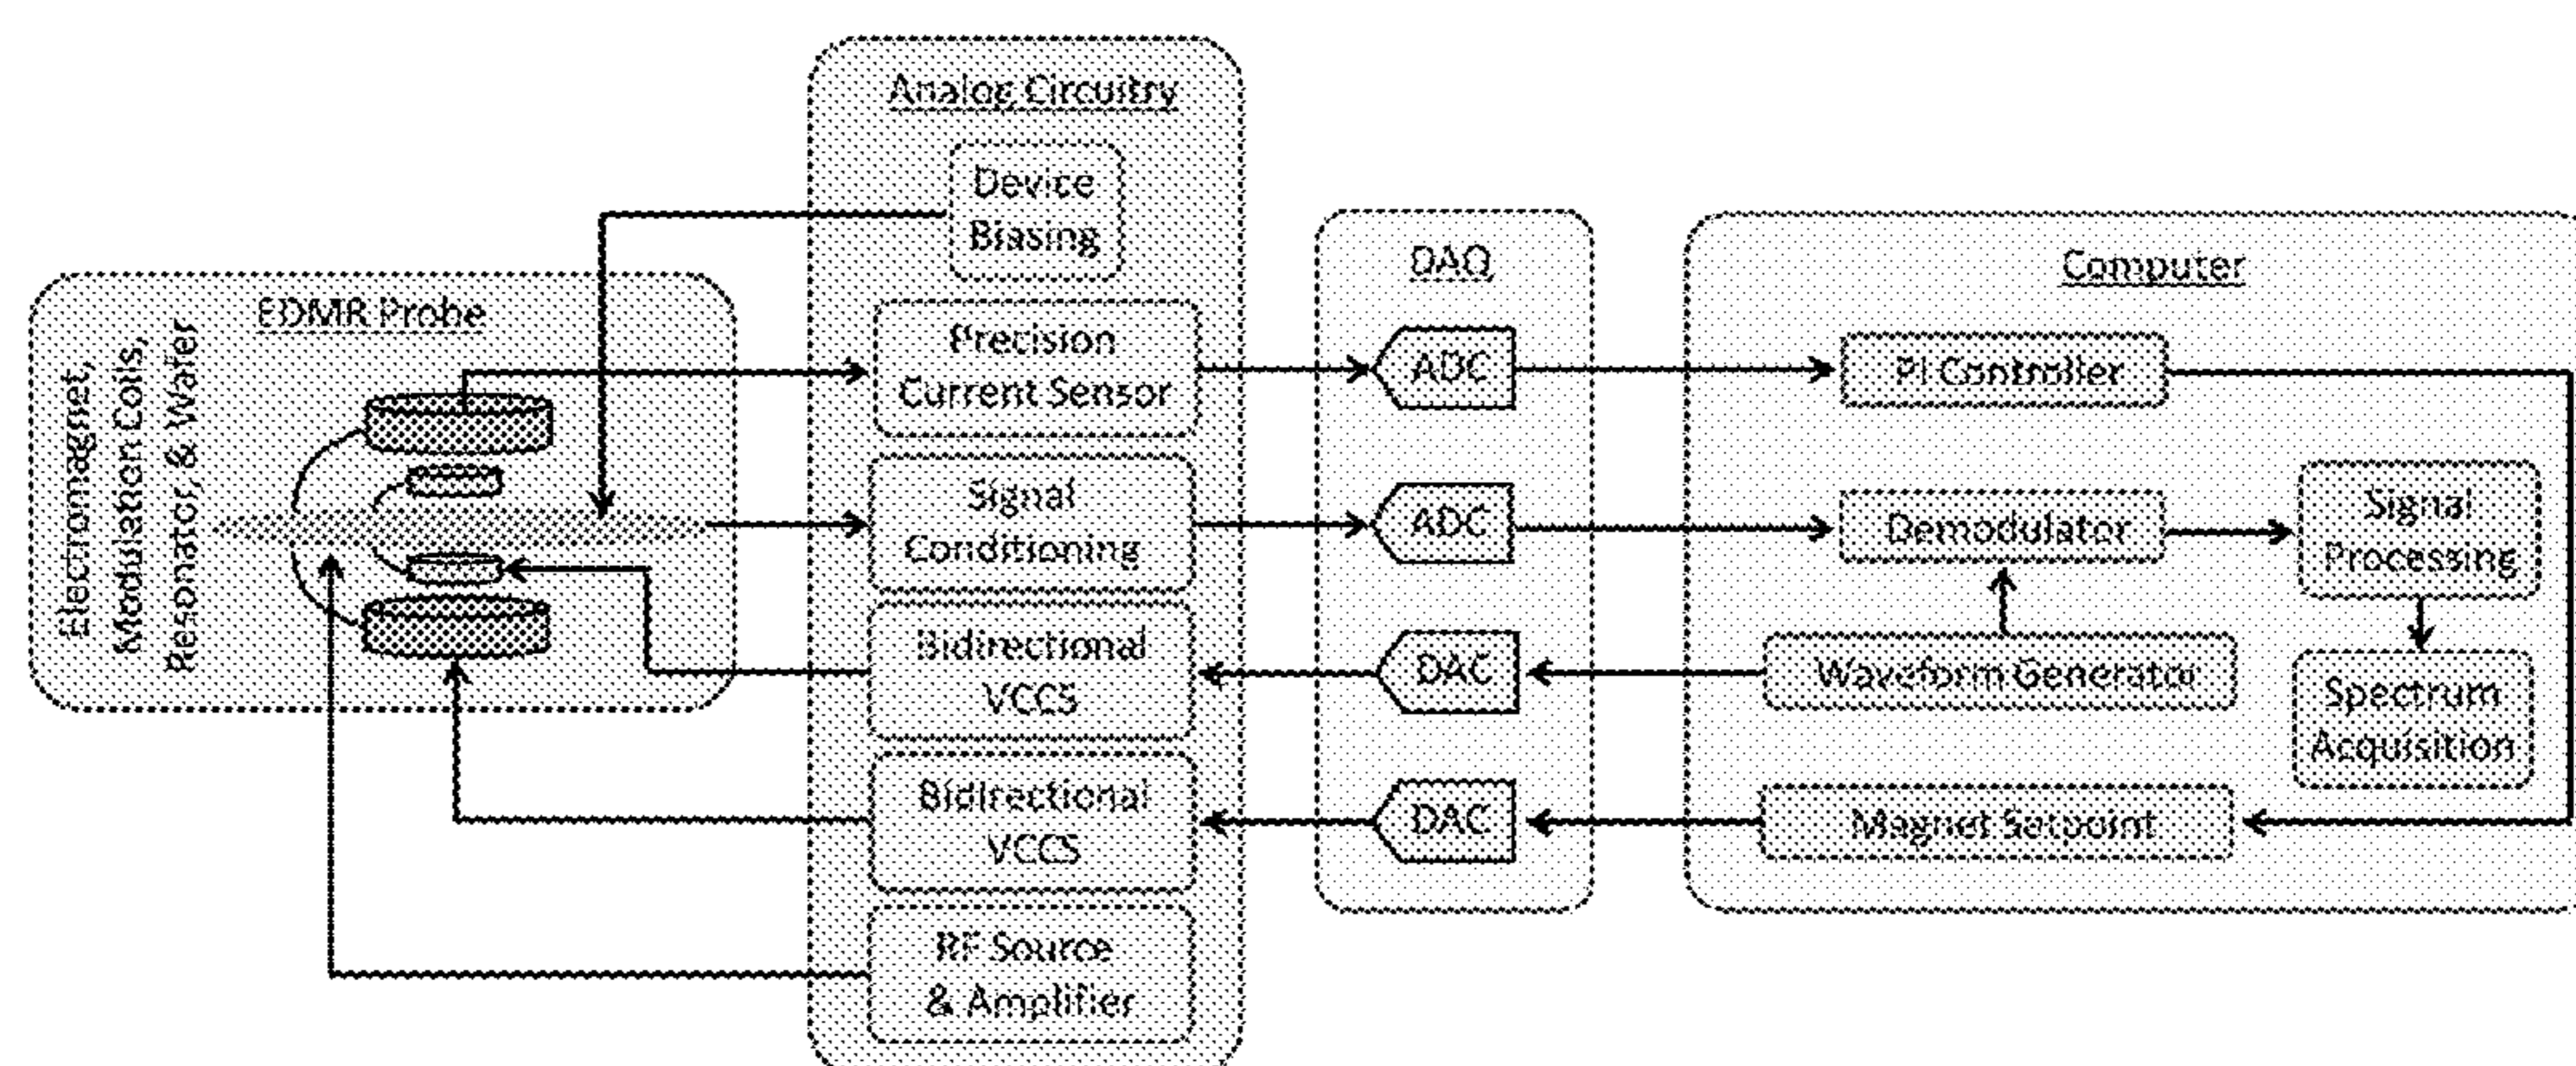 Analog Circuitry
Device
Biasing
EDMR Probe
Electromagnet,
Modulation Coils,
Resonator, & Wafer
Precision
Current Sensor
Signal
Conditioning
Bidirectional
VCCS
Bidirectional
VCCS
RF Source
& Amplifier
DAQ
ADC
ADC
DAC
DAC
Computer
PI Controller
Demodulator
Signal
Processing
Waveform Generator
Spectrum
Acquisition
Magnet Setpoint